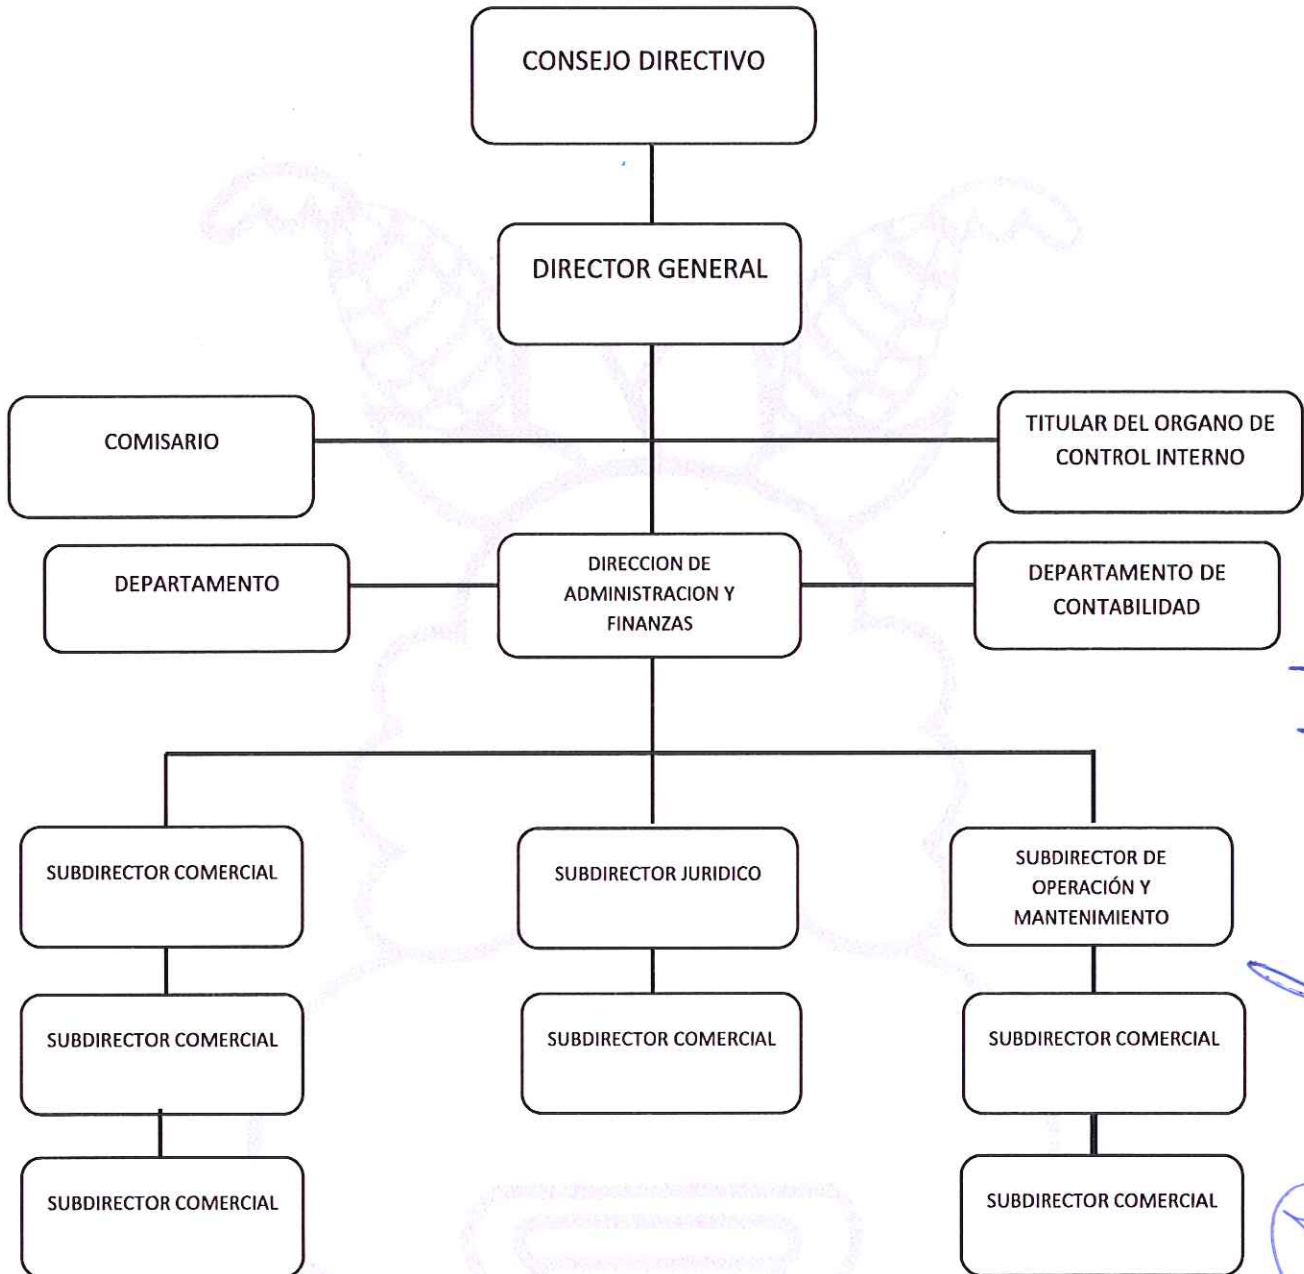 CONSEJO DIRECTIVO
DIRECTOR GENERAL
COMISARIO
TITULAR DEL ORGANO DE
CONTROL INTERNO
DEPARTAMENTO
DIRECCION DE
ADMINISTRACION Y
FINANZAS
DEPARTAMENTO DE
CONTABILIDAD
SUBDIRECTOR COMERCIAL
SUBDIRECTOR JURIDICO
SUBDIRECTOR DE
OPERACIÓN Y
MANTENIMIENTO
SUBDIRECTOR COMERCIAL
SUBDIRECTOR COMERCIAL
SUBDIRECTOR COMERCIAL
SUBDIRECTOR COMERCIAL
SUBDIRECTOR COMERCIAL